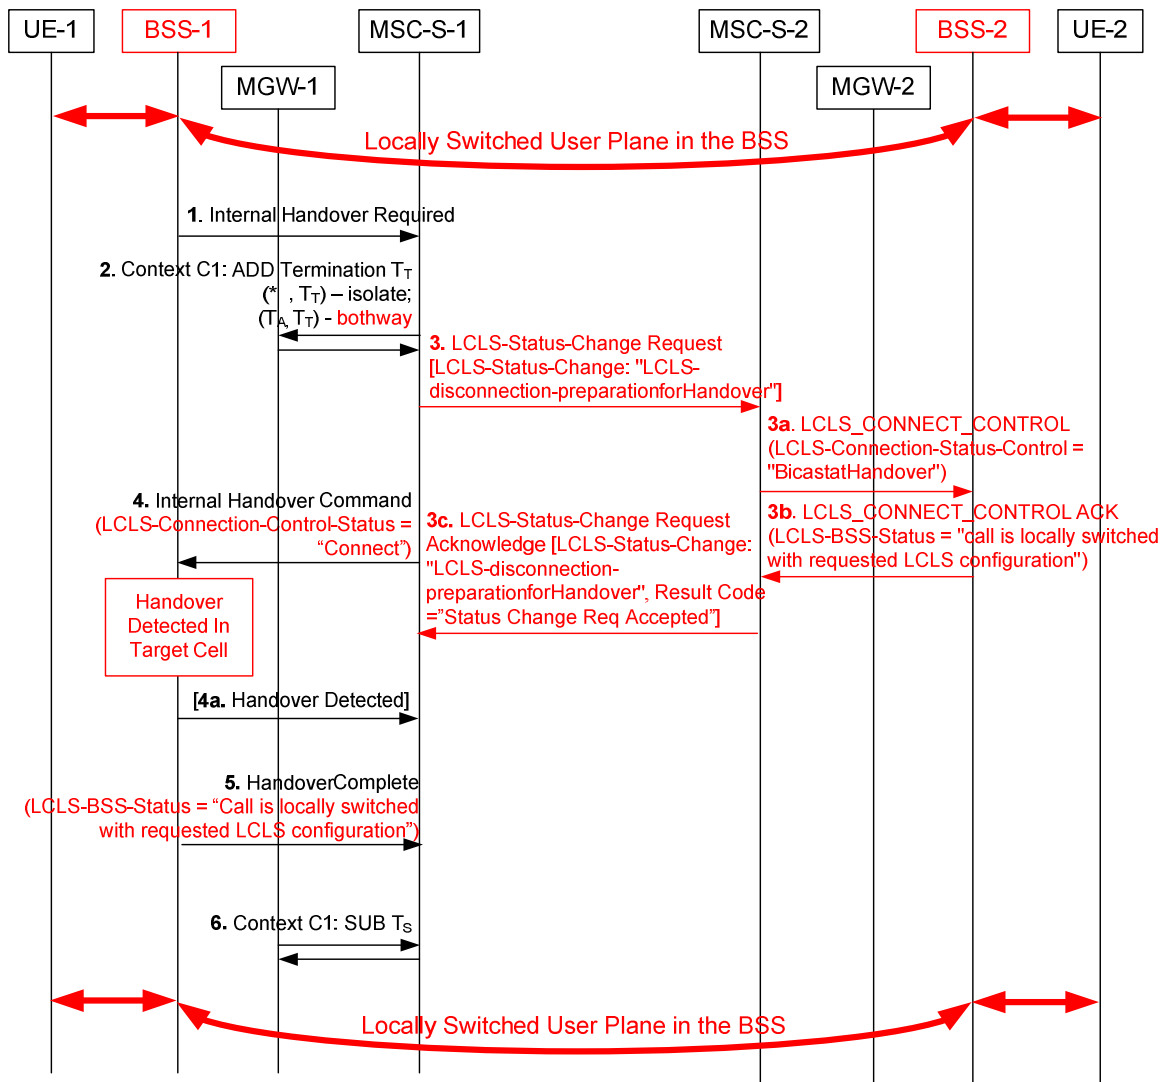 UE-1
BSS-1
MSC-S-1
MSC-S-2
BSS-2
UE-2
MGW-1
MGW-2
Locally Switched User Plane in the BSS
1. Internal Handover Required
2. Context C1: ADD Termination TT
(* , TT) – isolate;
(TA, TT) - bothway
3. LCLS-Status-Change Request
[LCLS-Status-Change: "LCLS-
disconnection-preparationforHandover"]
3a. LCLS_CONNECT_CONTROL
(LCLS-Connection-Status-Control =
"BicastatHandover")
4. Internal Handover Command
(LCLS-Connection-Control-Status =
“Connect”)
3b. LCLS_CONNECT_CONTROL ACK
(LCLS-BSS-Status = "call is locally switched
with requested LCLS configuration")
3c. LCLS-Status-Change Request
Acknowledge [LCLS-Status-Change:
"LCLS-disconnection-
preparationforHandover", Result Code
=”Status Change Req Accepted”]
Handover
Detected In
Target Cell
[4a. Handover Detected]
5. HandoverComplete
(LCLS-BSS-Status = “Call is locally switched
with requested LCLS configuration”)
6. Context C1: SUB TS
Locally Switched User Plane in the BSS